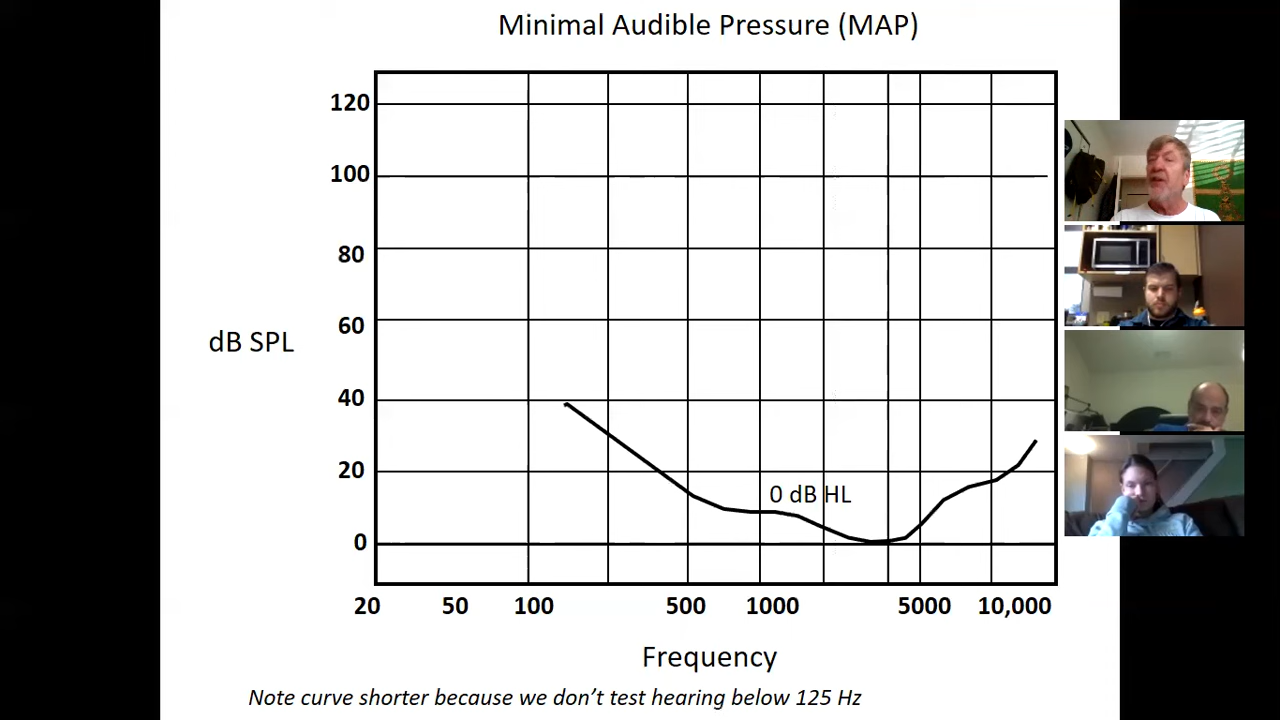 Minimal Audible Pressure (MAP)
120
100
80
60
dB SPL
40
20
0 dB HL
0
20 50 100 500 1000 5000 10,000
Frequency
Note curve shorter because we don’t test hearing below 125 Hz